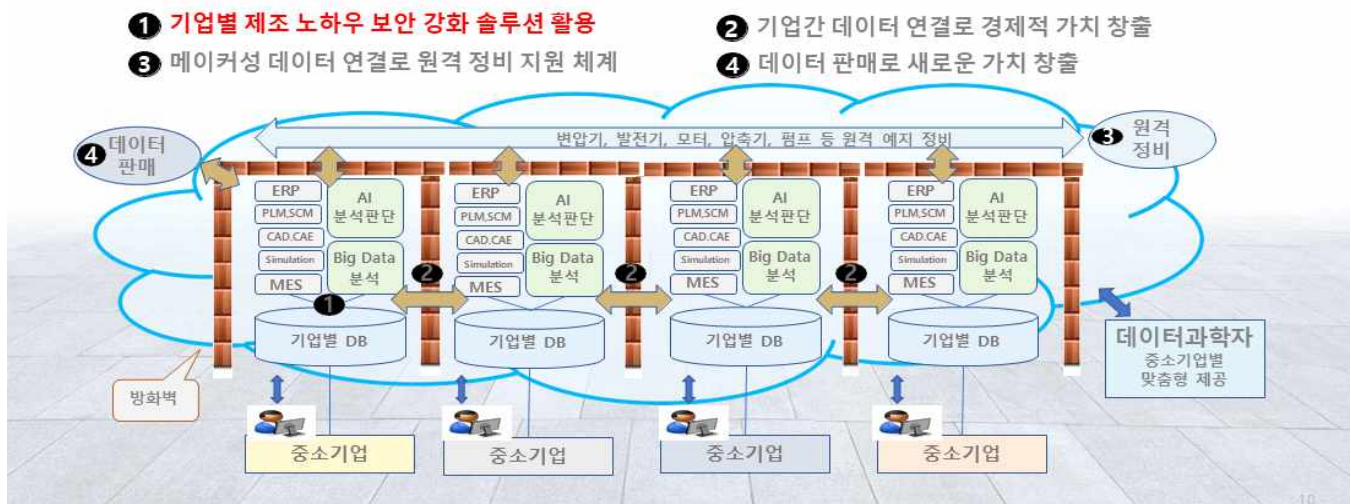 ❶ 기업별 제조 노하우 보안 강화 솔루션 활용
❷ 기업간 데이터 연결로 경제적 가치 창출
❸ 메이커성 데이터 연결로 원격 정비 지원 체계
❹ 데이터 판매로 새로운 가치 창출
변압기, 발전기, 모터, 압축기, 펌프 등 원격 예지 정비
❹ 데이터
판매
❸ 원격
정비
ERP
PLM,SCM
CAD.CAE
Simulation
MES
AI
분석판단
Big Data
분석
❶
기업별 DB
중소기업
❷
ERP
PLM,SCM
CAD.CAE
Simulation
MES
AI
분석판단
Big Data
분석
기업별 DB
중소기업
❷
ERP
PLM,SCM
CAD.CAE
Simulation
MES
AI
분석판단
Big Data
분석
기업별 DB
중소기업
❷
ERP
PLM,SCM
CAD.CAE
Simulation
MES
AI
분석판단
Big Data
분석
기업별 DB
중소기업
방화벽
데이터과학자
중소기업별
맞춤형 제공
10